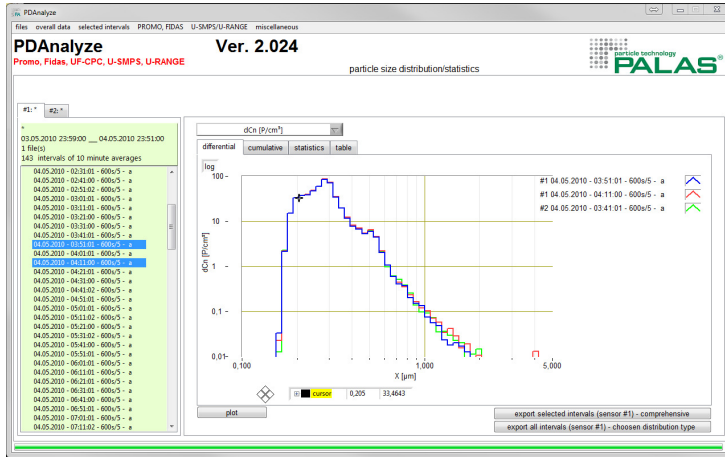 PDAnalyze
files overall data selected intervals PROMO, FIDAS U-SMPS/U-RANGE miscellaneous
PDAnalyze Ver. 2.024
Promo, Fidas, UF-CPC, U-SMPS, U-RANGE
particle size distribution/statistics
particle technology
PALAS®
#1: * #2: *
*
03.05.2010 23:59:00 __ 04.05.2010 23:51:00
1 file(s)
143 intervals of 10 minute averages
04.05.2010 - 02:31:01 - 600s/5 - a
04.05.2010 - 02:41:00 - 600s/5 - a
04.05.2010 - 02:51:02 - 600s/5 - a
04.05.2010 - 03:01:01 - 600s/5 - a
04.05.2010 - 03:11:01 - 600s/5 - a
04.05.2010 - 03:21:00 - 600s/5 - a
04.05.2010 - 03:31:00 - 600s/5 - a
04.05.2010 - 03:41:01 - 600s/5 - a
04.05.2010 - 03:51:01 - 600s/5 - a
04.05.2010 - 04:01:01 - 600s/5 - a
04.05.2010 - 04:11:00 - 600s/5 - a
04.05.2010 - 04:21:01 - 600s/5 - a
04.05.2010 - 04:31:00 - 600s/5 - a
04.05.2010 - 04:41:02 - 600s/5 - a
04.05.2010 - 04:51:01 - 600s/5 - a
04.05.2010 - 05:01:01 - 600s/5 - a
04.05.2010 - 05:11:02 - 600s/5 - a
04.05.2010 - 05:21:00 - 600s/5 - a
04.05.2010 - 05:31:02 - 600s/5 - a
04.05.2010 - 05:41:00 - 600s/5 - a
04.05.2010 - 05:51:01 - 600s/5 - a
04.05.2010 - 06:01:01 - 600s/5 - a
04.05.2010 - 06:11:01 - 600s/5 - a
04.05.2010 - 06:21:01 - 600s/5 - a
04.05.2010 - 06:31:01 - 600s/5 - a
04.05.2010 - 06:41:00 - 600s/5 - a
04.05.2010 - 06:51:01 - 600s/5 - a
04.05.2010 - 07:01:01 - 600s/5 - a
04.05.2010 - 07:11:02 - 600s/5 - a
dCn [P/cm³]
differential cumulative statistics table
log
#1 04.05.2010 - 03:51:01 - 600s/5 - a
#1 04.05.2010 - 04:11:00 - 600s/5 - a
#2 04.05.2010 - 03:41:01 - 600s/5 - a
100
10
1
0,1
0,01
dCn [P/cm³]
0,100 1,000 5,000
X [µm]
cursor 0,205 33,4643
plot
export selected intervals (sensor #1) - comprehensive
export all intervals (sensor #1) - choosen distribution type